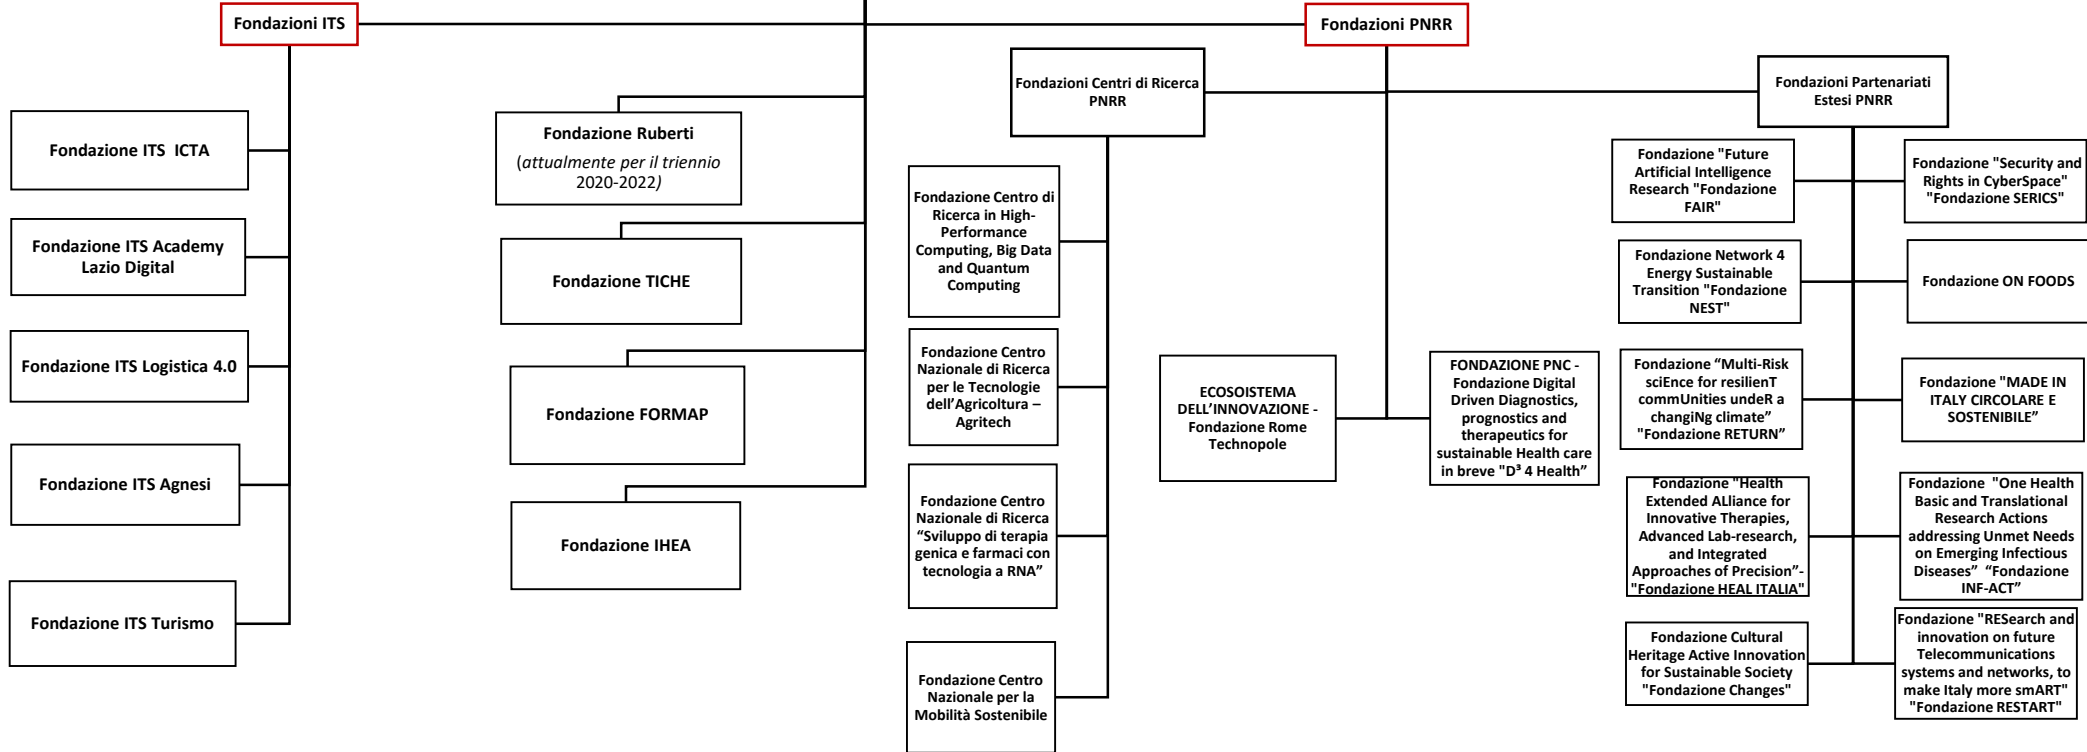 Fondazioni ITS
Fondazioni PNRR
Fondazione ITS  ICTA
Fondazione ITS Academy
Lazio Digital
Fondazione ITS Logistica 4.0
Fondazione ITS Agnesi
Fondazione ITS Turismo
Fondazione Ruberti
(attualmente per il triennio
2020-2022)
Fondazione TICHE
Fondazione FORMAP
Fondazione IHEA
Fondazioni Centri di Ricerca
PNRR
Fondazione Centro di
Ricerca in High-
Performance
Computing, Big Data
and Quantum
Computing
Fondazione Centro
Nazionale di Ricerca
per le Tecnologie
dell’Agricoltura –
Agritech
Fondazione Centro
Nazionale di Ricerca
“Sviluppo di terapia
genica e farmaci con
tecnologia a RNA”
Fondazione Centro
Nazionale per la
Mobilità Sostenibile
ECOSOISTEMA
DELL’INNOVAZIONE -
Fondazione Rome
Technopole
FONDAZIONE PNC -
Fondazione Digital
Driven Diagnostics,
prognostics and
therapeutics for
sustainable Health care
in breve "D³ 4 Health”
Fondazioni Partenariati
Estesi PNRR
Fondazione "Future
Artificial Intelligence
Research "Fondazione
FAIR"
Fondazione "Security and
Rights in CyberSpace"
"Fondazione SERICS"
Fondazione Network 4
Energy Sustainable
Transition "Fondazione
NEST"
Fondazione ON FOODS
Fondazione “Multi-Risk
sciEnce for resilienT
commUnities undeR a
changiNg climate”
"Fondazione RETURN”
Fondazione "MADE IN
ITALY CIRCOLARE E
SOSTENIBILE”
Fondazione "Health
Extended ALliance for
Innovative Therapies,
Advanced Lab-research,
and Integrated
Approaches of Precision”-
"Fondazione HEAL ITALIA"
Fondazione  "One Health
Basic and Translational
Research Actions
addressing Unmet Needs
on Emerging Infectious
Diseases”  “Fondazione
INF-ACT”
Fondazione Cultural
Heritage Active Innovation
for Sustainable Society
"Fondazione Changes"
Fondazione "RESearch and
innovation on future
Telecommunications
systems and networks, to
make Italy more smART"
"Fondazione RESTART"